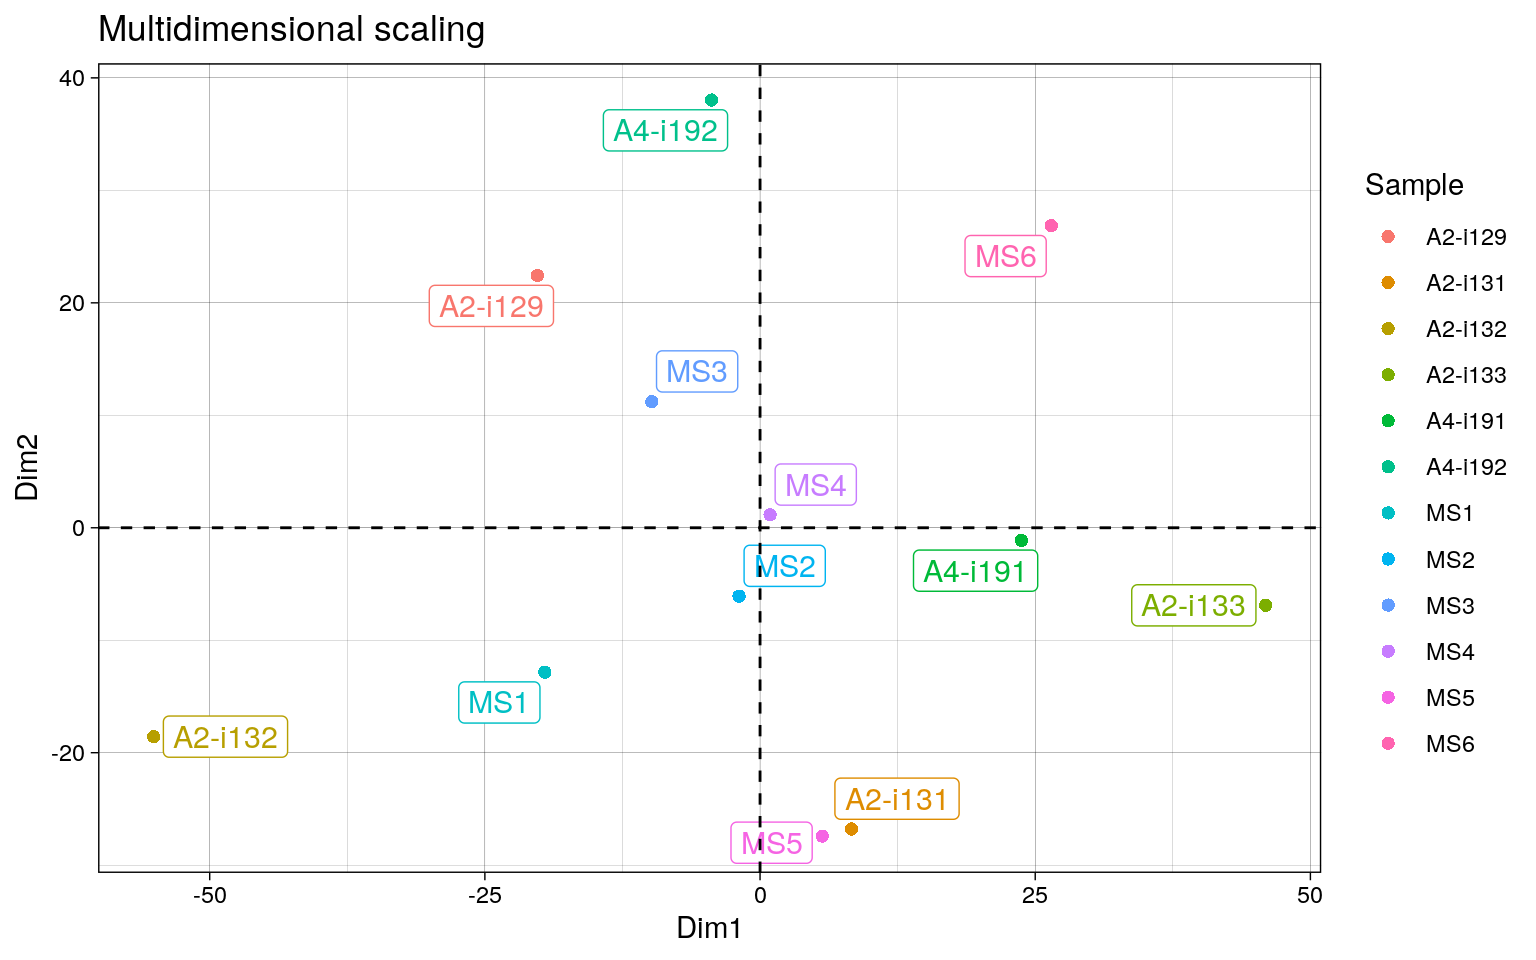 Multidimensional scaling
40
20
0
-20
Dim2
A4-i192
MS6
A2-i129
MS3
MS4
MS2
A4-i191
A2-i133
MS1
A2-i132
A2-i131
MS5
-50
-25
0
25
50
Dim1
Sample
A2-i129
A2-i131
A2-i132
A2-i133
A4-i191
A4-i192
MS1
MS2
MS3
MS4
MS5
MS6